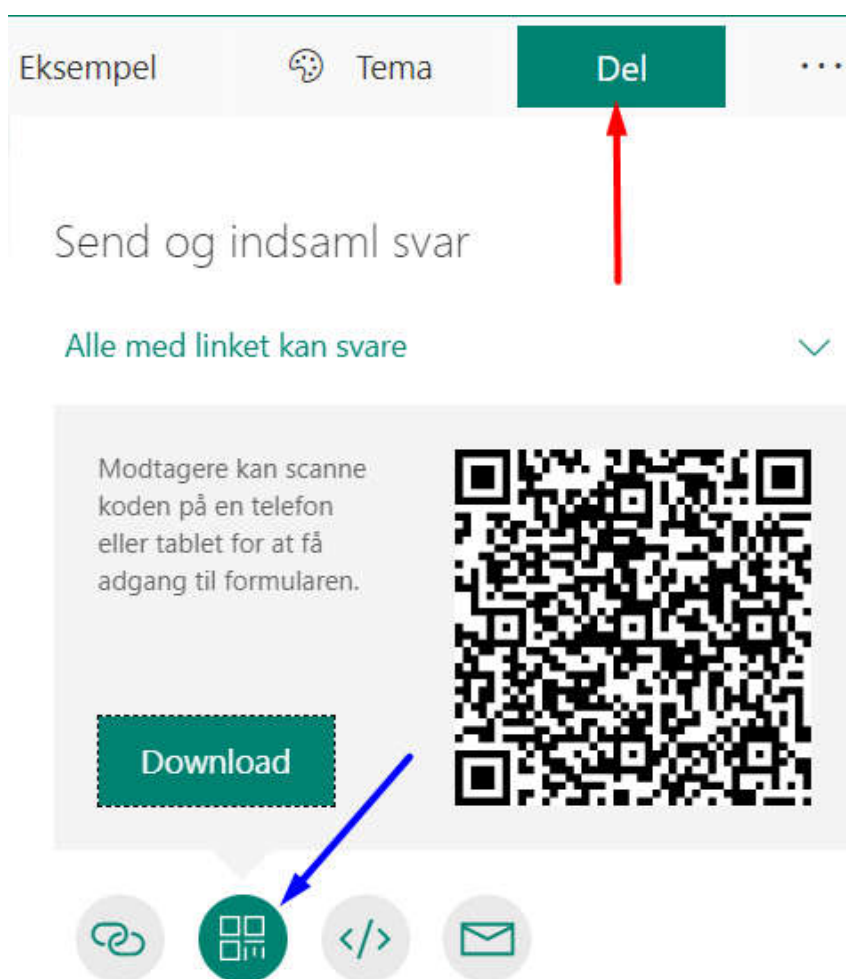 Eksempel Tema Del ...
Send og indsaml svar
Alle med linket kan svare
Modtagere kan scanne
koden på en telefon
eller tablet for at få
adgang til formularen.
Download